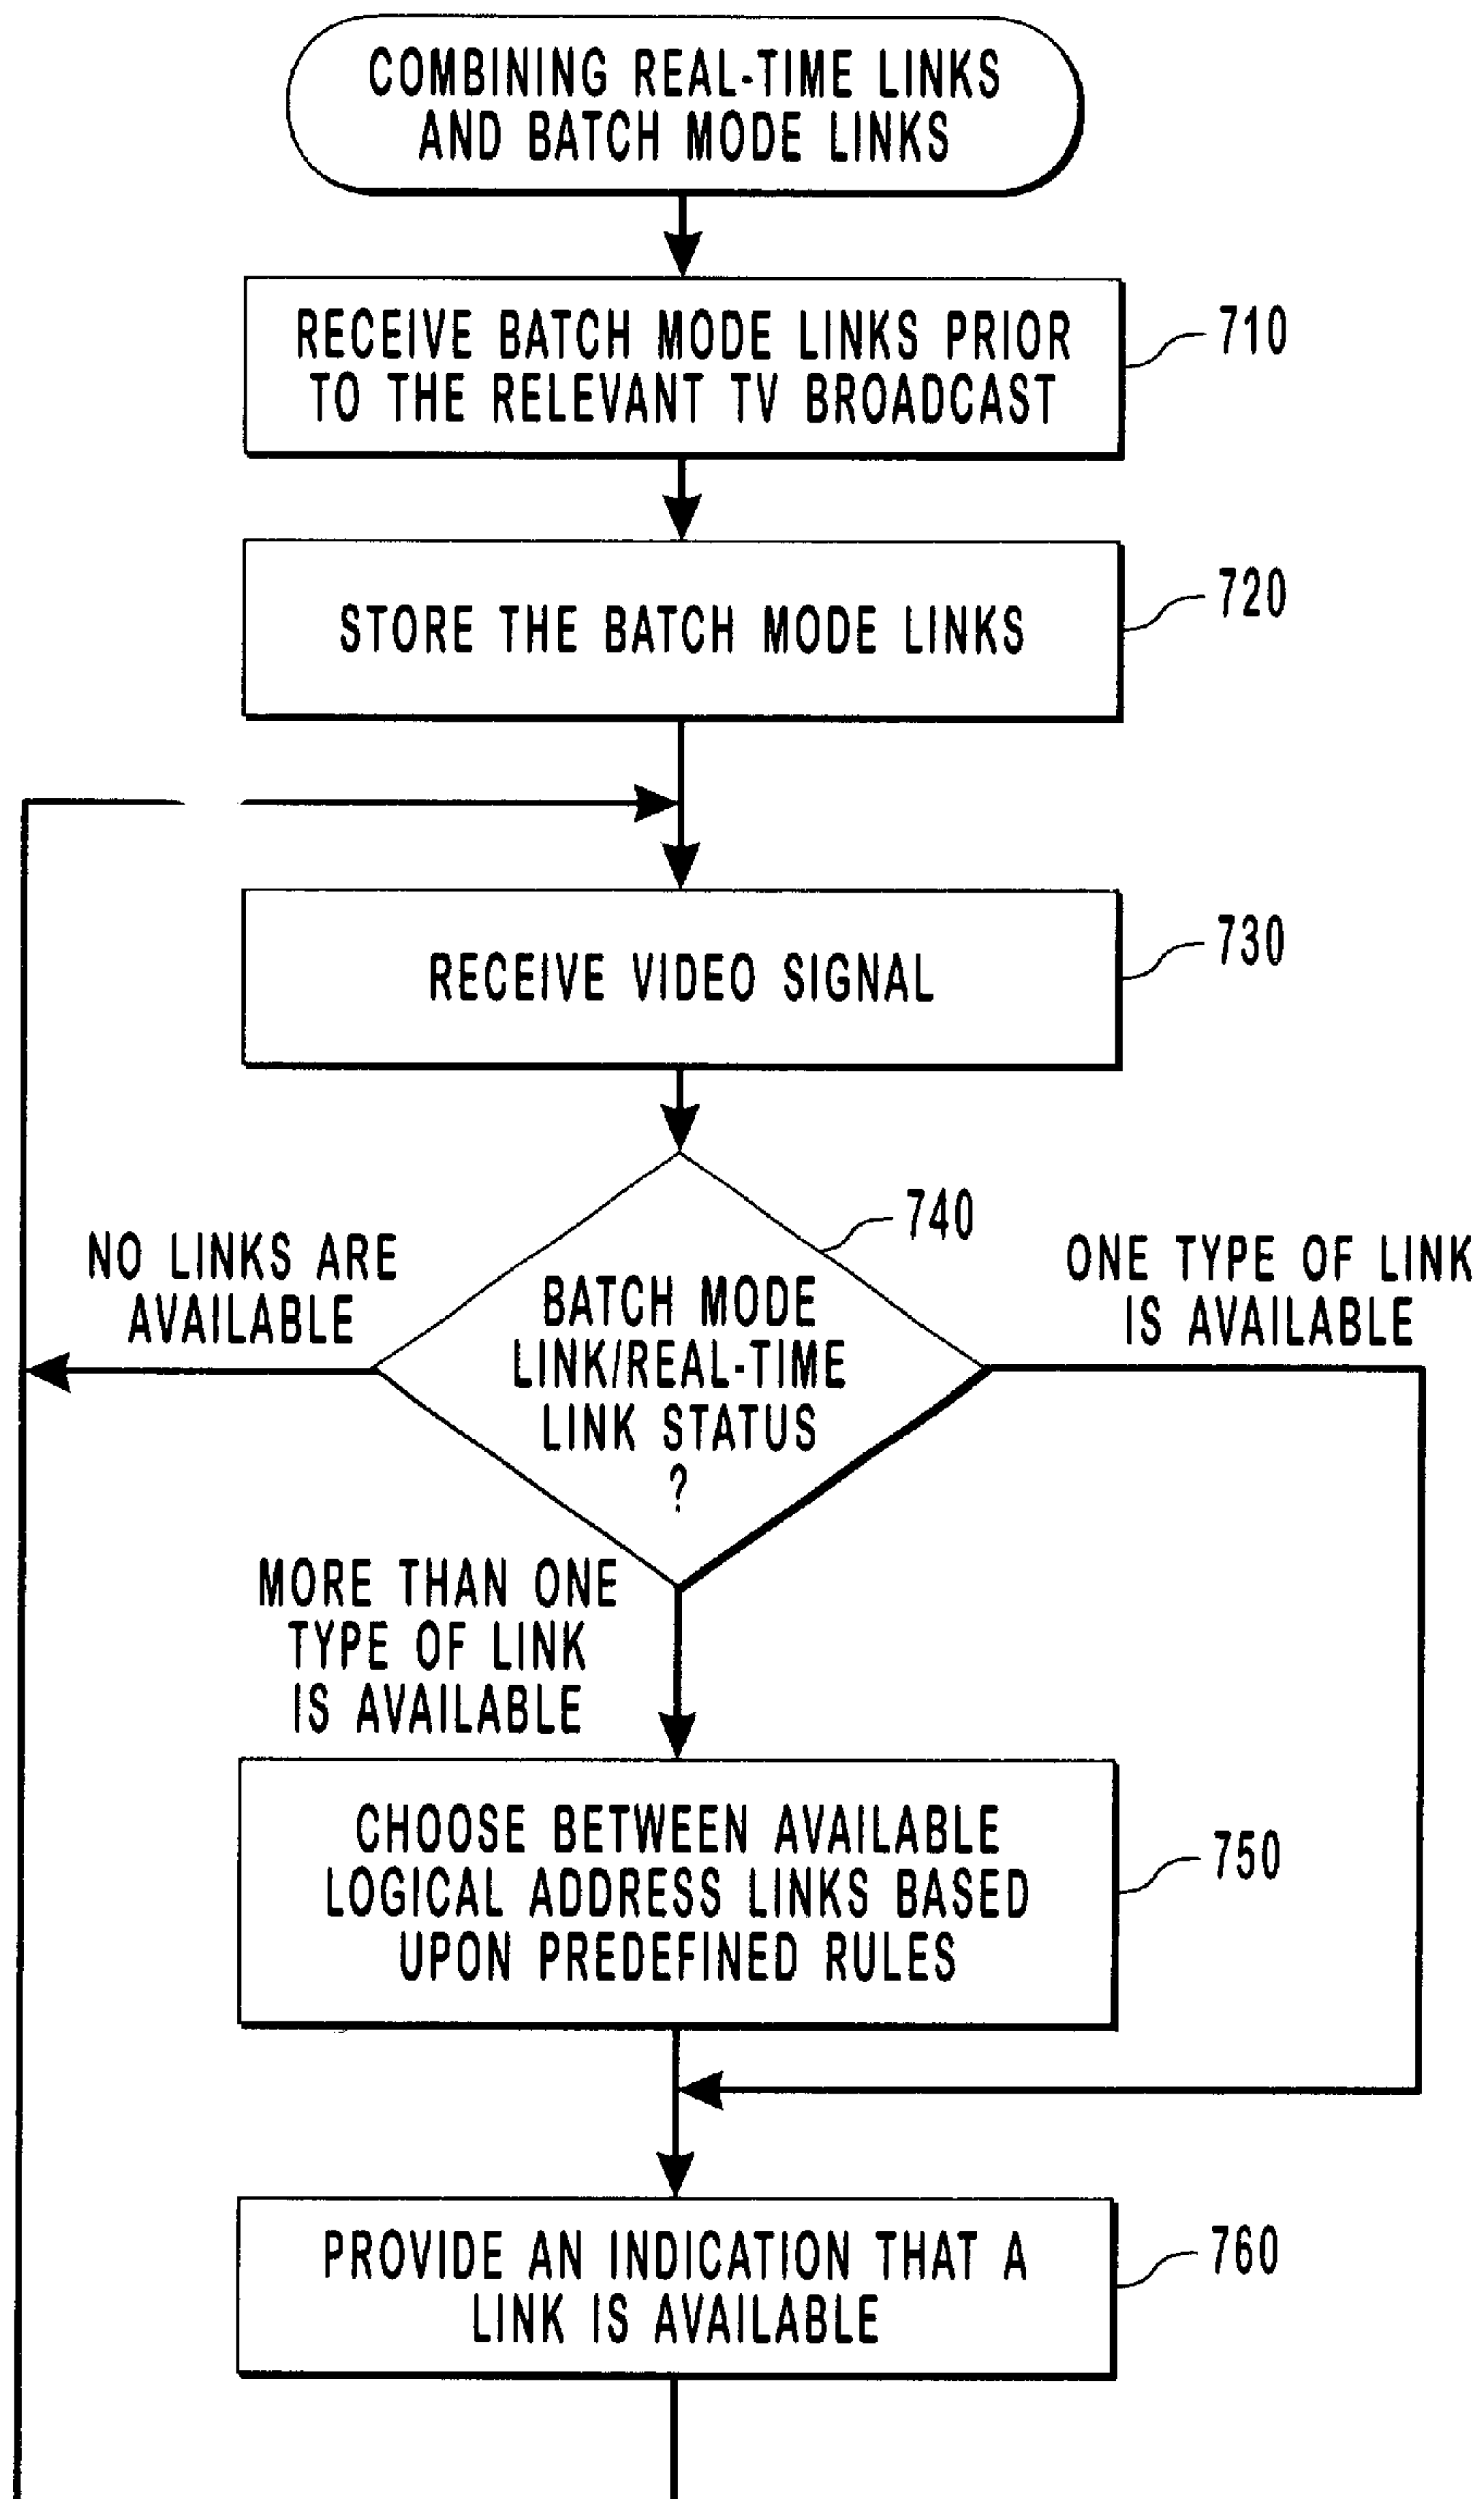 COMBINING REAL-TIME LINKS
AND BATCH MODE LINKS
RECEIVE BATCH MODE LINKS PRIOR
TO THE RELEVANT TV BROADCAST
710
STORE THE BATCH MODE LINKS
720
RECEIVE VIDEO SIGNAL
730
740
NO LINKS ARE
AVAILABLE
BATCH MODE
LINK/REAL-TIME
LINK STATUS
?
ONE TYPE OF LINK
IS AVAILABLE
MORE THAN ONE
TYPE OF LINK
IS AVAILABLE
CHOOSE BETWEEN AVAILABLE
LOGICAL ADDRESS LINKS BASED
UPON PREDEFINED RULES
750
PROVIDE AN INDICATION THAT A
LINK IS AVAILABLE
760